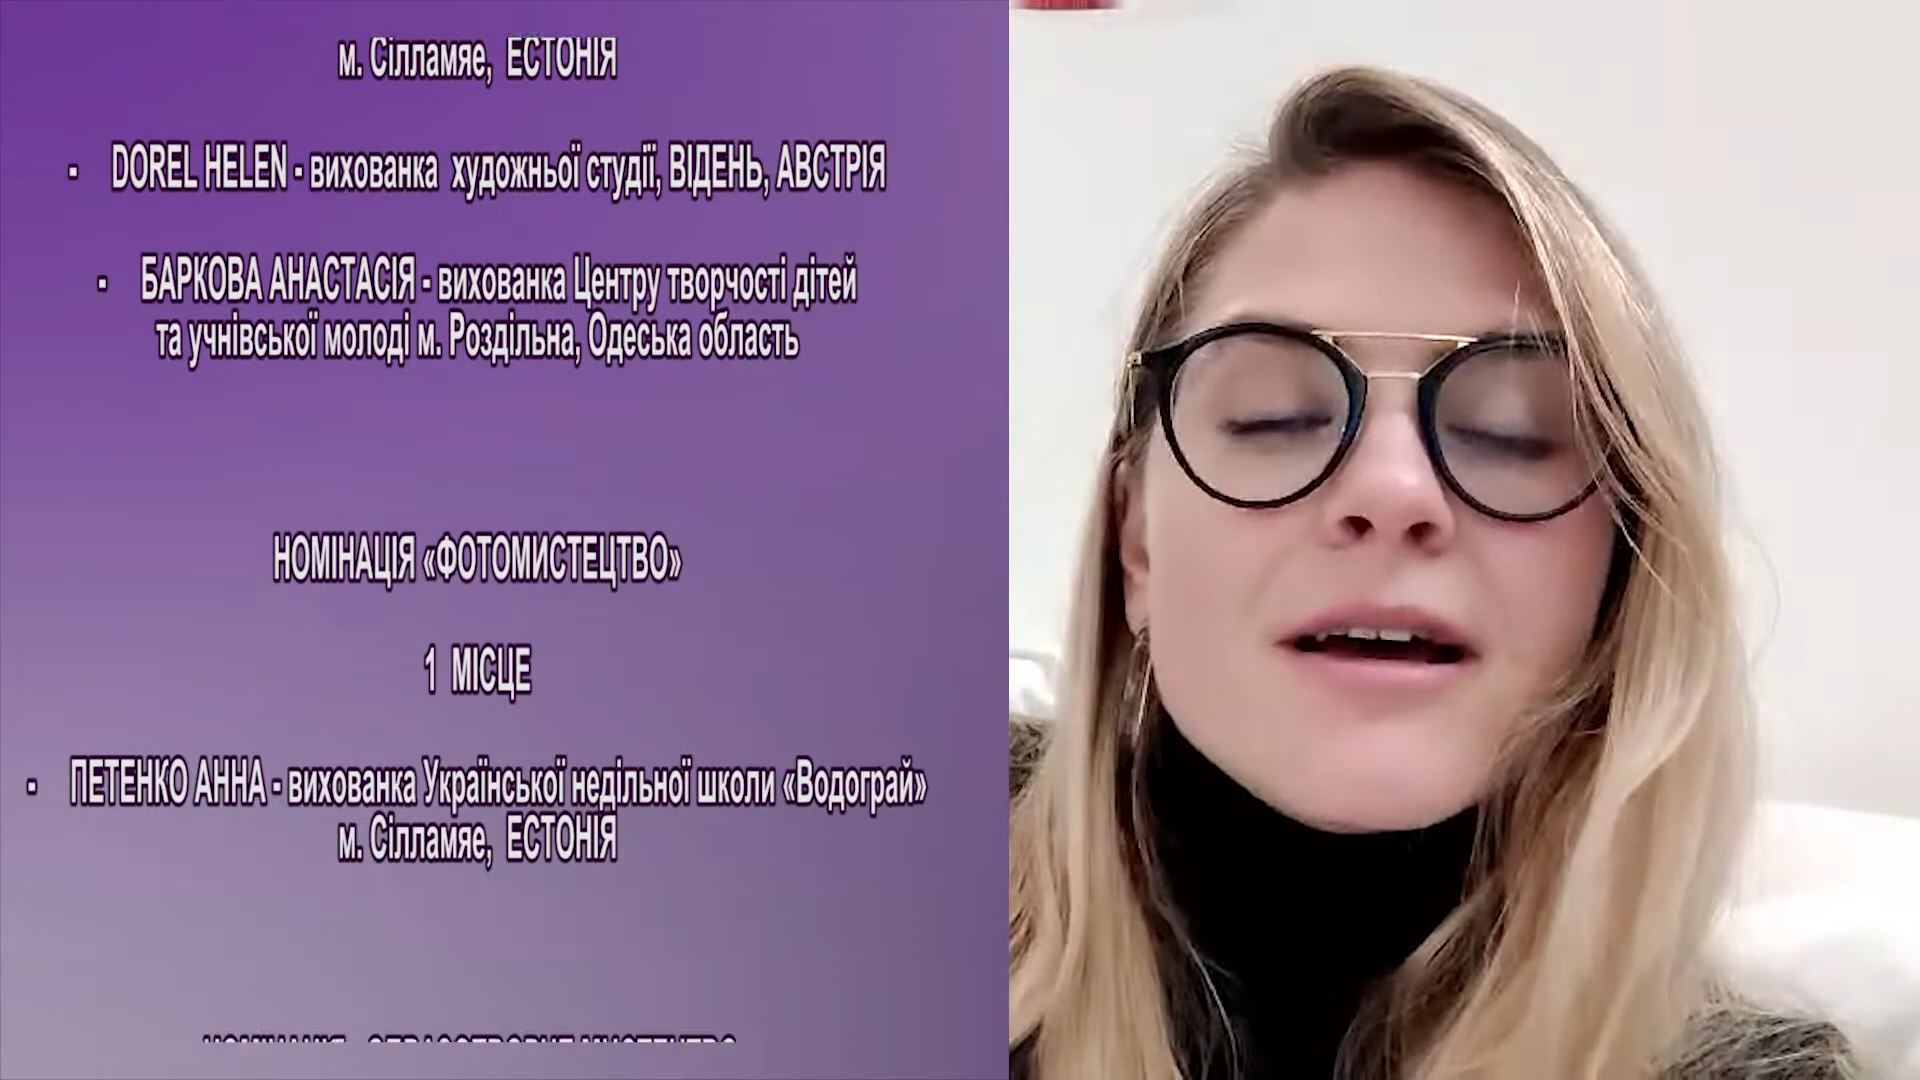 м. Сілламяе, ЕСТОНІЯ
- DOREL HELEN - вихованка художньої студії, ВІДЕНЬ, АВСТРІЯ
- БАРКОВА АНАСТАСІЯ - вихованка Центру творчості дітей
та учнівської молоді м. Роздільна, Одеська область
НОМІНАЦІЯ «ФОТОМИСТЕЦТВО»
1 МІСЦЕ
- ПЕТЕНКО АННА - вихованка Української недільної школи «Водограй»
м. Сілламяе, ЕСТОНІЯ